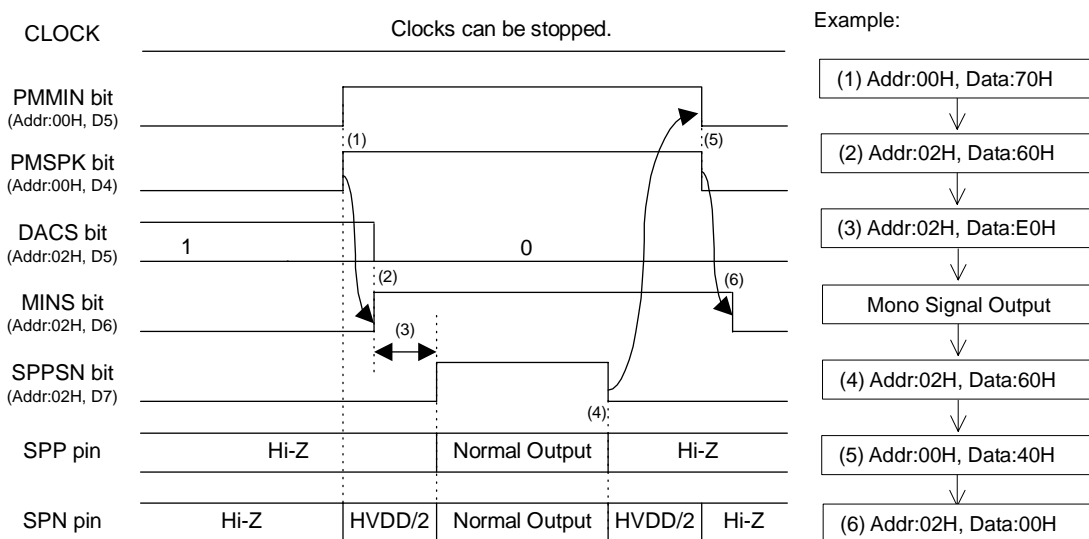 CLOCK
Clocks can be stopped.
PMMIN bit
(Addr:00H, D5)
(1)
(5)
PMSPK bit
(Addr:00H, D4)
DACS bit
(Addr:02H, D5)
1
0
(2)
(6)
MINS bit
(Addr:02H, D6)
(3)
SPPSN bit
(Addr:02H, D7)
(4)
SPP pin
Hi-Z
Normal Output
Hi-Z
SPN pin
Hi-Z
HVDD/2
Normal Output
HVDD/2
Hi-Z
Example:
(1) Addr:00H, Data:70H
(2) Addr:02H, Data:60H
(3) Addr:02H, Data:E0H
Mono Signal Output
(4) Addr:02H, Data:60H
(5) Addr:00H, Data:40H
(6) Addr:02H, Data:00H